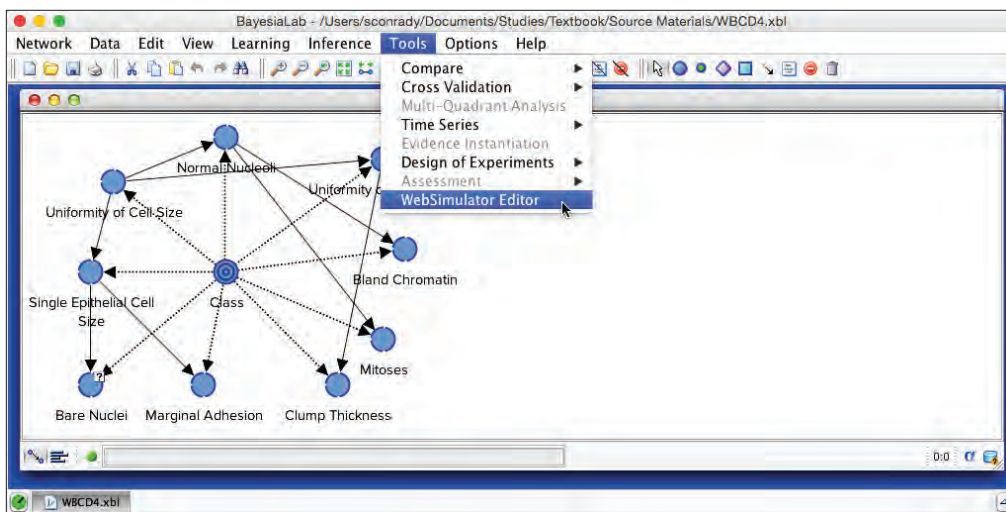 BayesiaLab - /Users/sconrady/Documents/Studies/Textbook/Source Materials/WBCD4.xbl
Network Data Edit View Learning Inference Tools Options Help
Compare
Cross Validation
Multi-Quadrant Analysis
Time Series
Evidence Instantiation
Design of Experiments
Assessment
WebSimulator Editor
Normal Nucleoli
Uniformity
Uniformity of Cell Size
Bland Chromatin
Single Epithelial Cell
Size
Class
Mitoses
?
Bare Nuclei
Marginal Adhesion
Clump Thickness
0:0
α
WBCD4.xbl